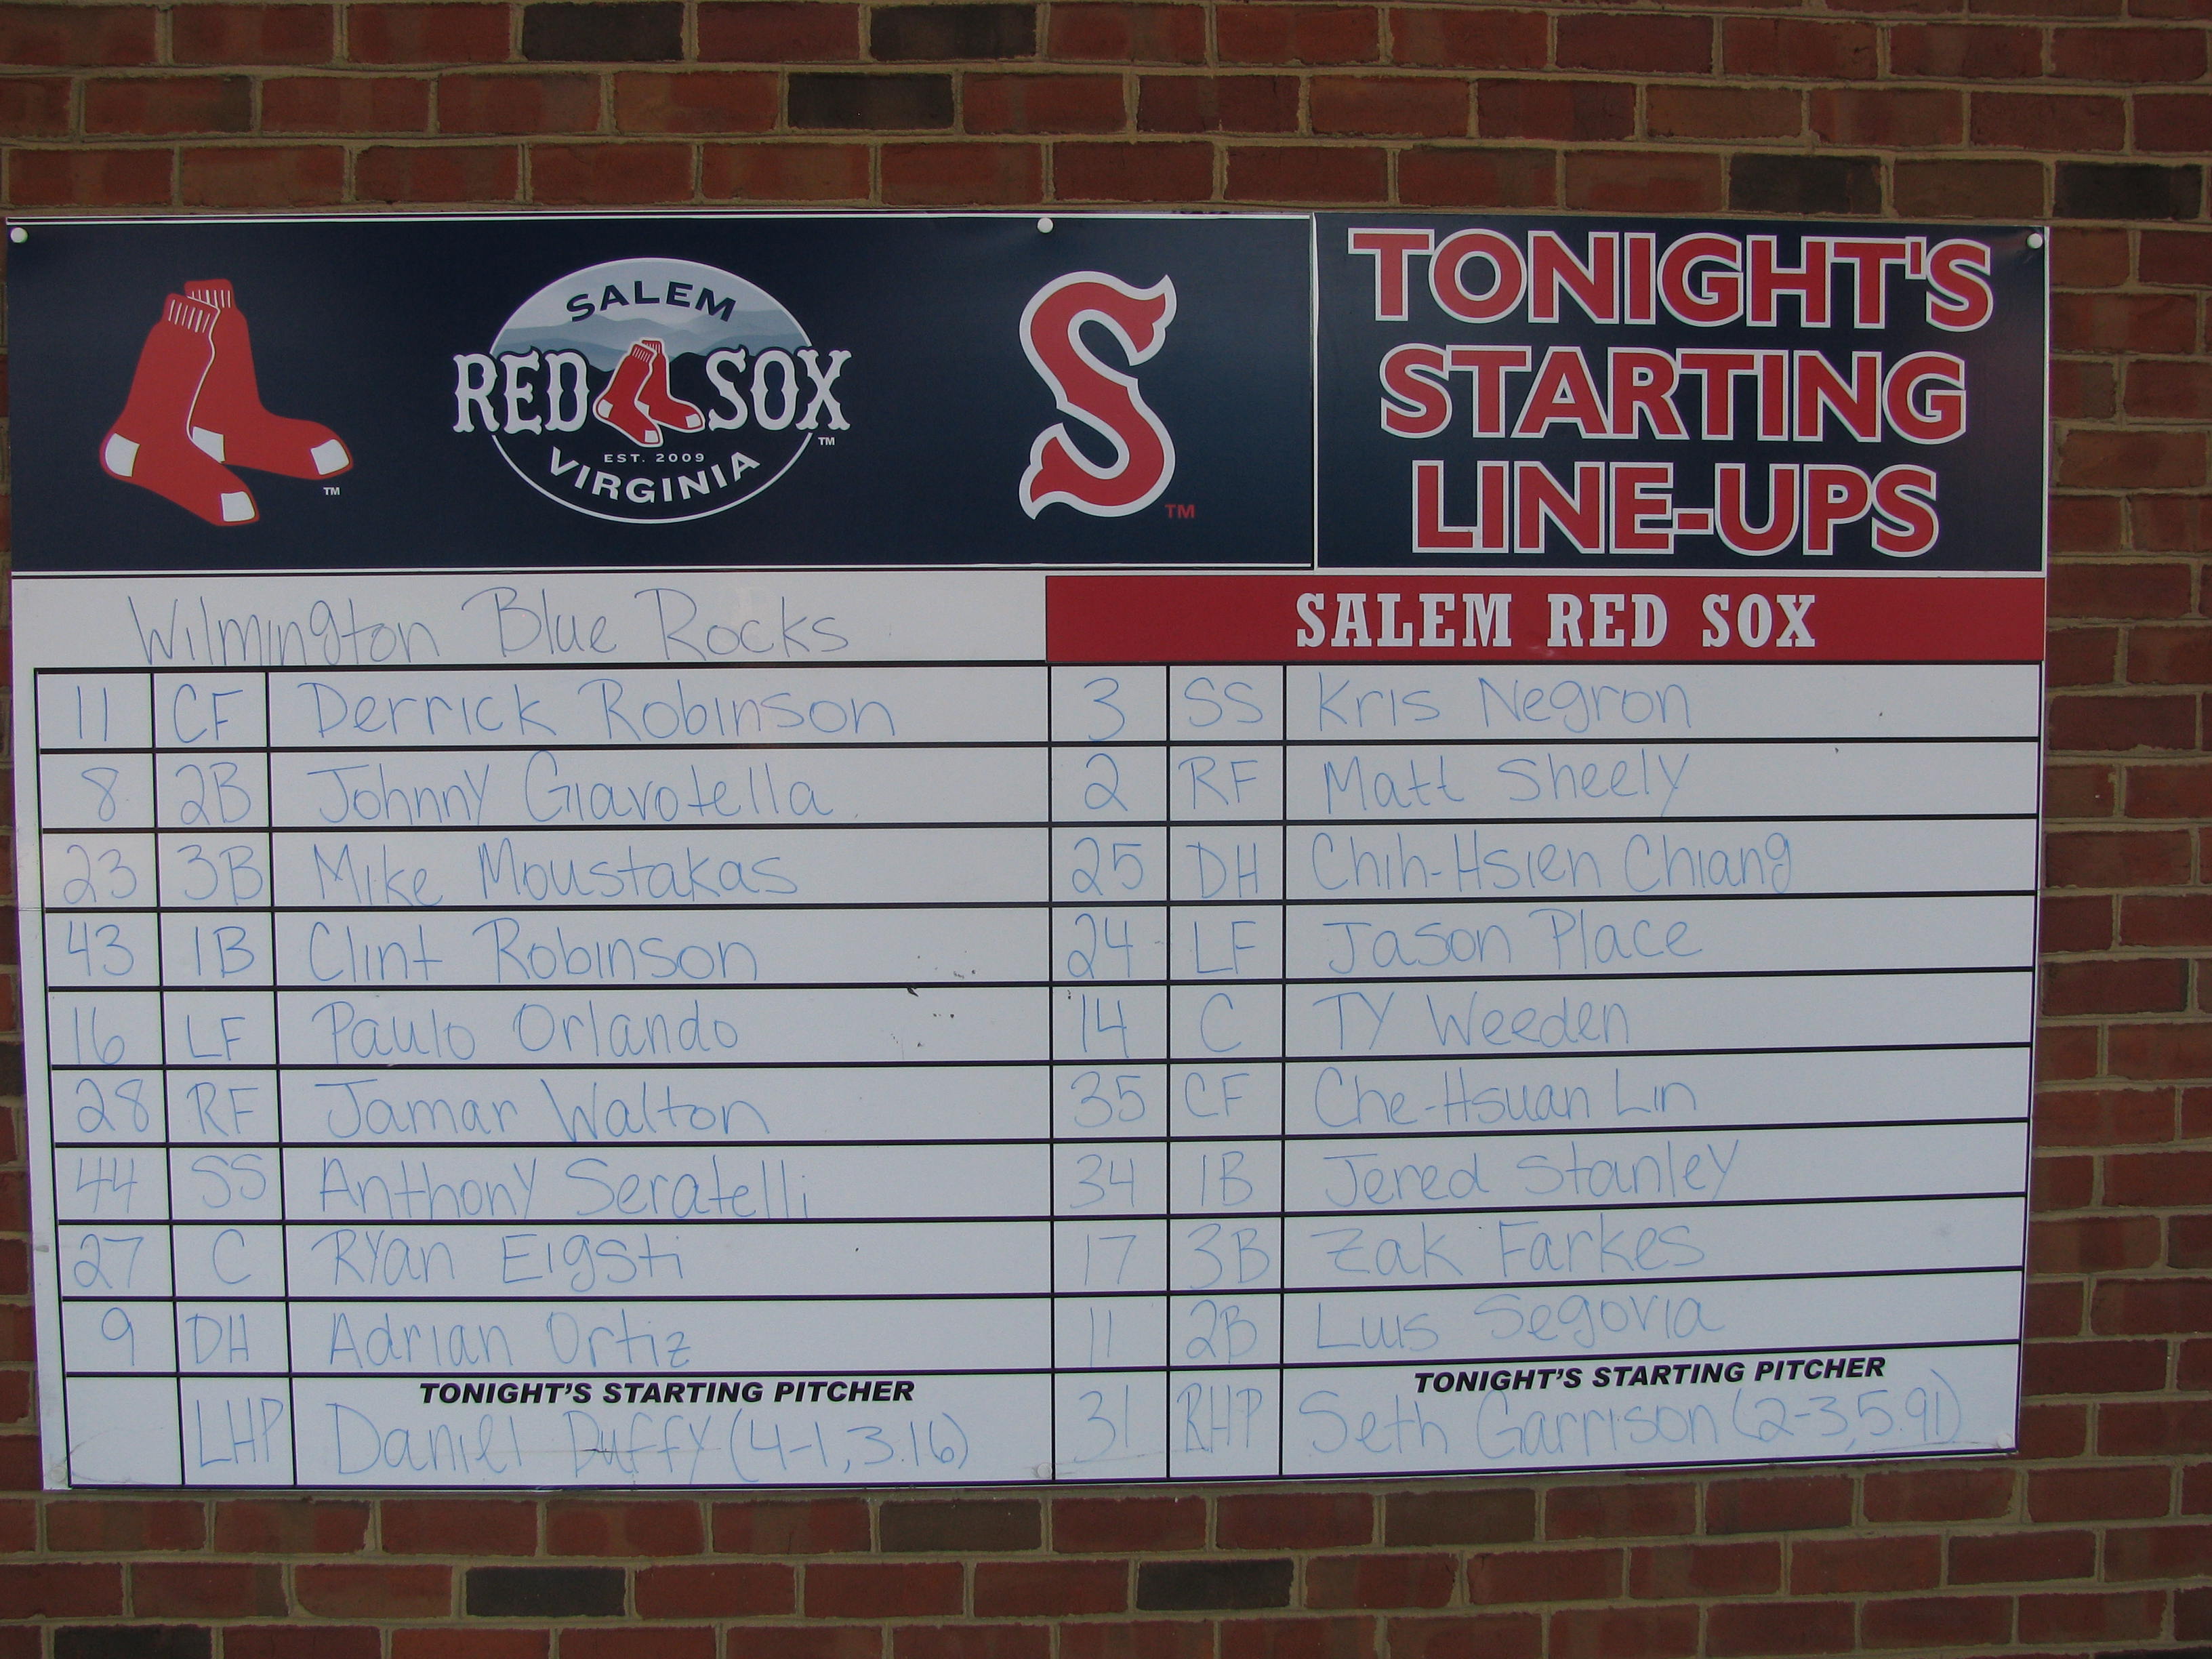 SALEM
RED SOX
EST. 2009
VIRGINIA
TM
TM
S
TM
TONIGHT'S
STARTING
LINE-UPS
Wilmington Blue Rocks
11 CF Derrick Robinson
8 2B Johnny Giavotella
23 3B Mike Moustakas
43 1B Clint Robinson
16 LF Paulo Orlando
28 RF Jamar Walton
44 SS Anthony Seratelli
27 C Ryan Eigsti
9 DH Adrian Ortiz
TONIGHT'S STARTING PITCHER
LHP Daniel Duffy (4-1, 3.16)
SALEM RED SOX
3 SS Kris Negron
2 RF Matt Sheely
25 DH Chih-Hsien Chiang
24 LF Jason Place
14 C Ty Weeden
35 CF Che-Hsuan Lin
34 1B Jered Stanley
17 3B Zak Farkes
11 2B Luis Segovia
TONIGHT'S STARTING PITCHER
31 RHP Seth Garrison (2-3, 5.91)